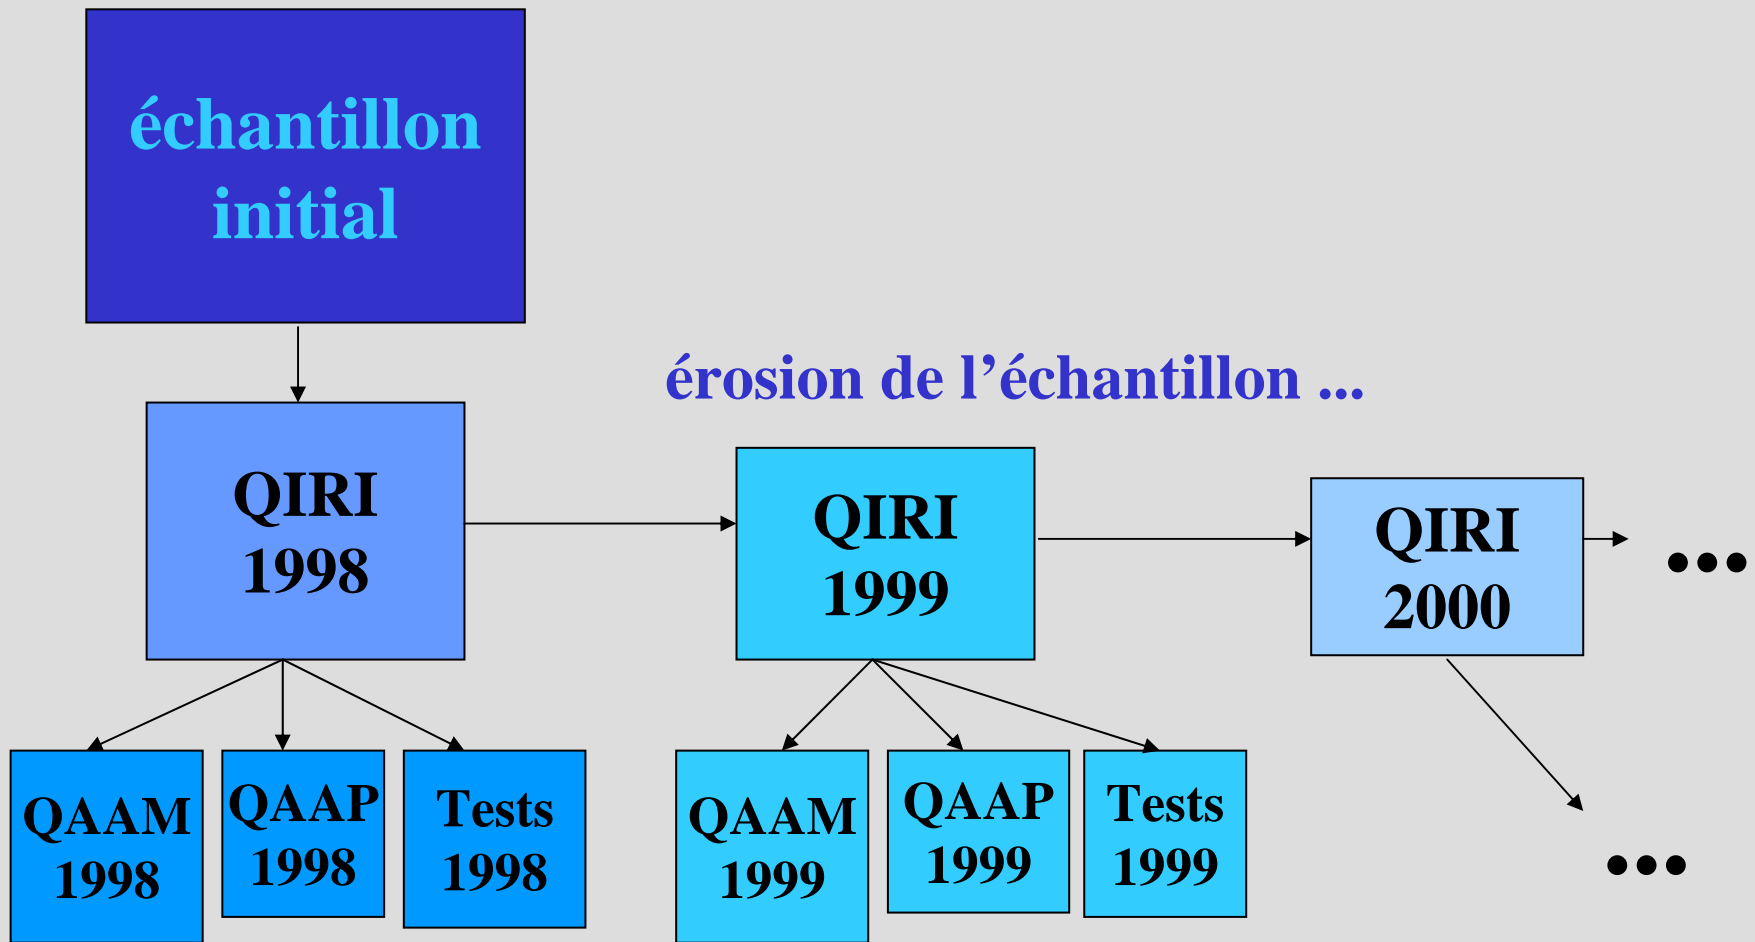 échantillon
initial
érosion de l’échantillon ...
QIRI
1998
QIRI
1999
QIRI
2000
...
QAAM
1998
QAAP
1998
Tests
1998
QAAM
1999
QAAP
1999
Tests
1999
...